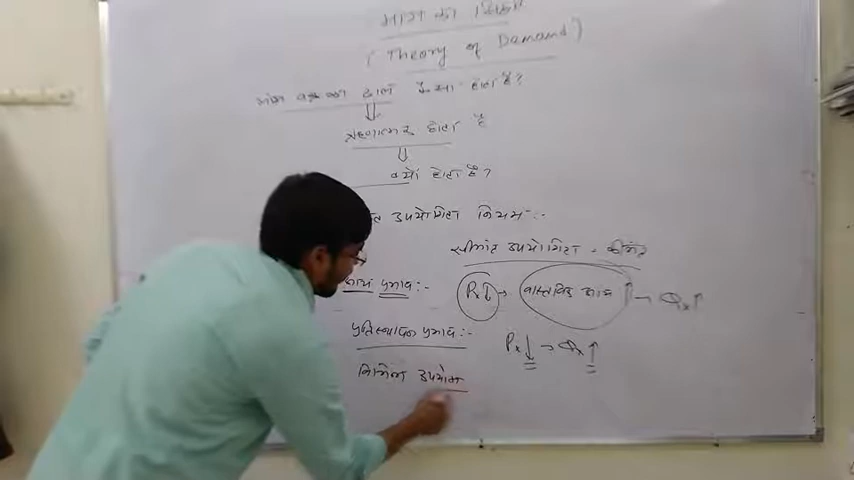 मांग का सिद्धांत
(Theory of Demand)
मांग वक्र का ढाल कैसा होता है?
ऋणात्मक होता है
क्यों होता है?
उपयोगिता नियम:-
सीमांत उपयोगिता = कीमत
आय प्रभाव:- Px↓→ वास्तविक आय ↑→ Qx↑
प्रतिस्थापन प्रभाव:- Px↓→ Qx↑
विभिन्न उपयोग